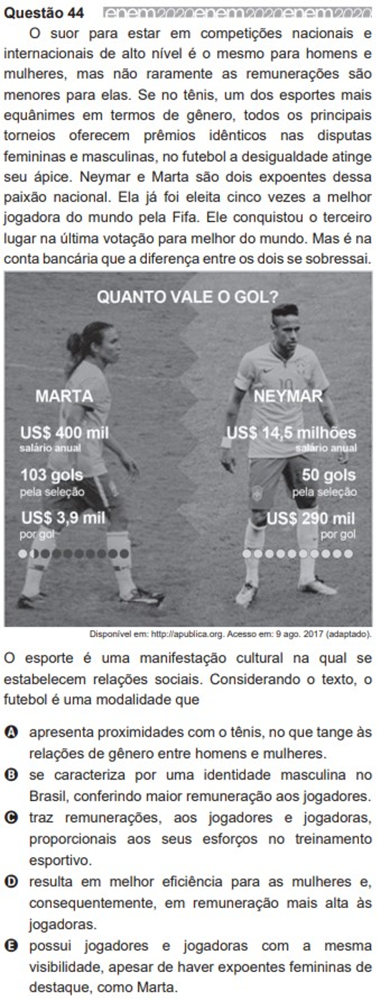 Questão 44 enem2020enem2020enem2020
O suor para estar em competições nacionais e
internacionais de alto nível é o mesmo para homens e
mulheres, mas não raramente as remunerações são
menores para elas. Se no tênis, um dos esportes mais
equânimes em termos de gênero, todos os principais
torneios oferecem prêmios idênticos nas disputas
femininas e masculinas, no futebol a desigualdade atinge
seu ápice. Neymar e Marta são dois expoentes dessa
paixão nacional. Ela já foi eleita cinco vezes a melhor
jogadora do mundo pela Fifa. Ele conquistou o terceiro
lugar na última votação para melhor do mundo. Mas é na
conta bancária que a diferença entre os dois se sobressai.
QUANTO VALE O GOL?
MARTA
US$ 400 mil
salário anual
103 gols
pela seleção
US$ 3,9 mil
por gol
NEYMAR
US$ 14,5 milhões
salário anual
50 gols
pela seleção
US$ 290 mil
por gol
10
Disponível em: http://apublica.org. Acesso em: 9 ago. 2017 (adaptado).
O esporte é uma manifestação cultural na qual se
estabelecem relações sociais. Considerando o texto, o
futebol é uma modalidade que
A apresenta proximidades com o tênis, no que tange às
relações de gênero entre homens e mulheres.
B se caracteriza por uma identidade masculina no
Brasil, conferindo maior remuneração aos jogadores.
C traz remunerações, aos jogadores e jogadoras,
proporcionais aos seus esforços no treinamento
esportivo.
D resulta em melhor eficiência para as mulheres e,
consequentemente, em remuneração mais alta às
jogadoras.
E possui jogadores e jogadoras com a mesma
visibilidade, apesar de haver expoentes femininas de
destaque, como Marta.